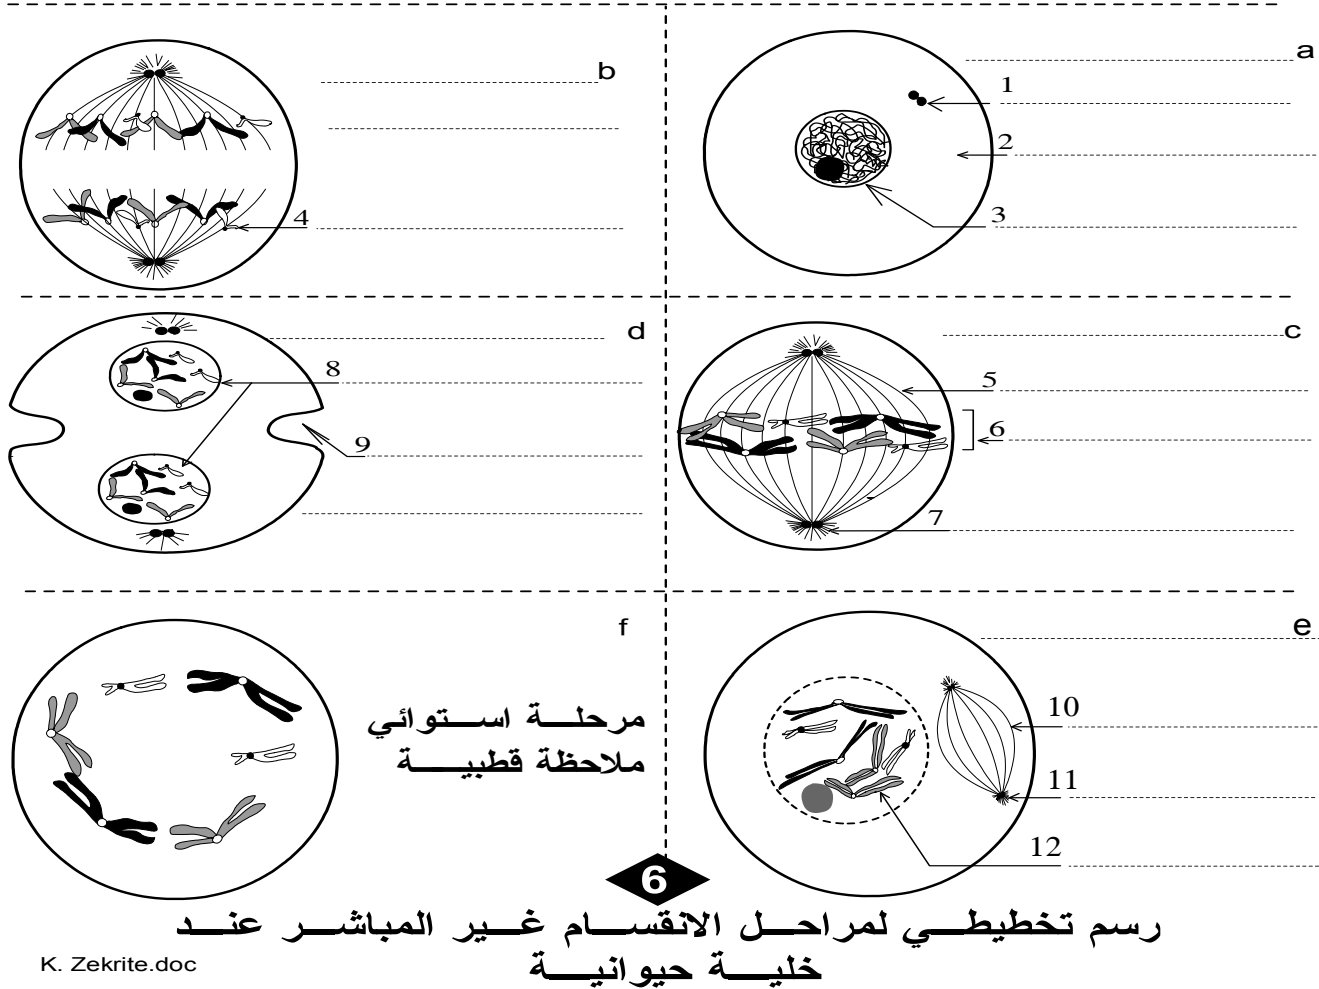 a
1
2
3
b
4
c
5
6
7
d
8
9
e
10
11
12
f
مرحلة استوائي
ملاحظة قطبية
6
رسم تخطيطي لمراحل الانقسام غير المباشر عند
خلية حيوانية
K. Zekrite.doc